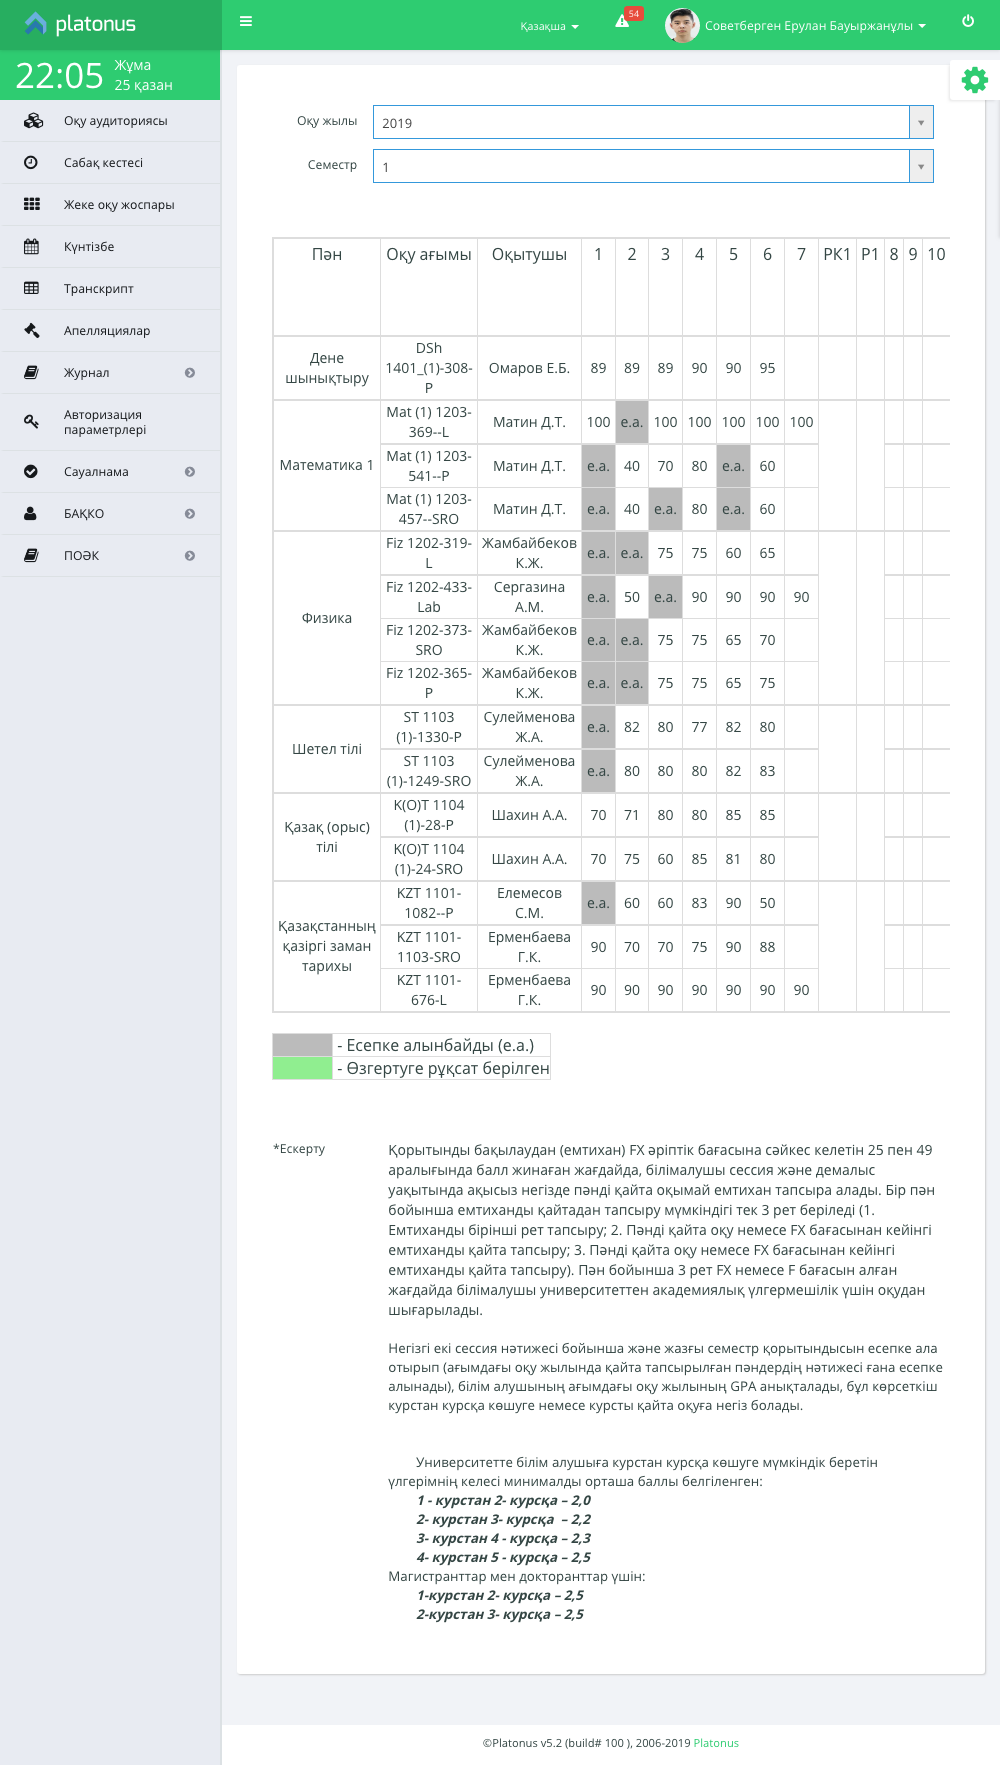 platonus
Қазақша
54
Советберген Ерулан Бауыржанұлы
22:05
Жұма
25 қазан
Оқу аудиториясы
Сабақ кестесі
Жеке оқу жоспары
Күнтізбе
Транскрипт
Апелляциялар
Журнал
Авторизация
параметрлері
Сауалнама
БАҚКО
ПОӘК
Оқу жылы 2019
Семестр 1
Пән Оқу ағымы Оқытушы 1 2 3 4 5 6 7 РК1 Р1 8 9 10
Дене
шынықтыру
DSh
1401_(1)-308-
P
Омаров Е.Б. 89 89 89 90 90 95
Математика 1
Mat (1) 1203-
369--L
Матин Д.Т. 100 е.а. 100 100 100 100 100
Mat (1) 1203-
541--P
Матин Д.Т. е.а. 40 70 80 е.а. 60
Mat (1) 1203-
457--SRO
Матин Д.Т. е.а. 40 е.а. 80 е.а. 60
Физика
Fiz 1202-319-
L
Жамбайбеков
К.Ж.
е.а. е.а. 75 75 60 65
Fiz 1202-433-
Lab
Сергазина
А.М.
е.а. 50 е.а. 90 90 90 90
Fiz 1202-373-
SRO
Жамбайбеков
К.Ж.
е.а. е.а. 75 75 65 70
Fiz 1202-365-
P
Жамбайбеков
К.Ж.
е.а. е.а. 75 75 65 75
Шетел тілі
ST 1103
(1)-1330-P
Сулейменова
Ж.А.
е.а. 82 80 77 82 80
ST 1103
(1)-1249-SRO
Сулейменова
Ж.А.
е.а. 80 80 80 82 83
Қазақ (орыс)
тілі
K(O)T 1104
(1)-28-P
Шахин А.А. 70 71 80 80 85 85
K(O)T 1104
(1)-24-SRO
Шахин А.А. 70 75 60 85 81 80
Қазақстанның
қазіргі заман
тарихы
KZT 1101-
1082--P
Елемесов
С.М.
е.а. 60 60 83 90 50
KZT 1101-
1103-SRO
Ерменбаева
Г.К.
90 70 70 75 90 88
KZT 1101-
676-L
Ерменбаева
Г.К.
90 90 90 90 90 90 90
- Есепке алынбайды (е.а.)
- Өзгертуге рұқсат берілген
*Ескерту
Қорытынды бақылаудан (емтихан) FX әріптік бағасына сәйкес келетін 25 пен 49
аралығында балл жинаған жағдайда, білімалушы сессия және демалыс
уақытында ақысыз негізде пәнді қайта оқымай емтихан тапсыра алады. Бір пән
бойынша емтиханды қайтадан тапсыру мүмкіндігі тек 3 рет беріледі (1.
Емтиханды бірінші рет тапсыру; 2. Пәнді қайта оқу немесе FX бағасынан кейінгі
емтиханды қайта тапсыру; 3. Пәнді қайта оқу немесе FX бағасынан кейінгі
емтиханды қайта тапсыру). Пән бойынша 3 рет FX немесе F бағасын алған
жағдайда білімалушы университеттен академиялық үлгермешілік үшін оқудан
шығарылады.
Негізгі екі сессия нәтижесі бойынша және жазғы семестр қорытындысын есепке ала
отырып (ағымдағы оқу жылында қайта тапсырылған пәндердің нәтижесі ғана есепке
алынады), білім алушының ағымдағы оқу жылының GPA анықталады, бұл көрсеткіш
курстан курсқа көшуге немесе курсты қайта оқуға негіз болады.
Университетте білім алушыға курстан курсқа көшуге мүмкіндік беретін
үлгерімнің келесі минималды орташа баллы белгіленген:
1 - курстан 2- курсқа – 2,0
2- курстан 3- курсқа – 2,2
3- курстан 4 - курсқа – 2,3
4- курстан 5 - курсқа – 2,5
Магистранттар мен докторанттар үшін:
1-курстан 2- курсқа – 2,5
2-курстан 3- курсқа – 2,5
©Platonus v5.2 (build# 100 ), 2006-2019 Platonus